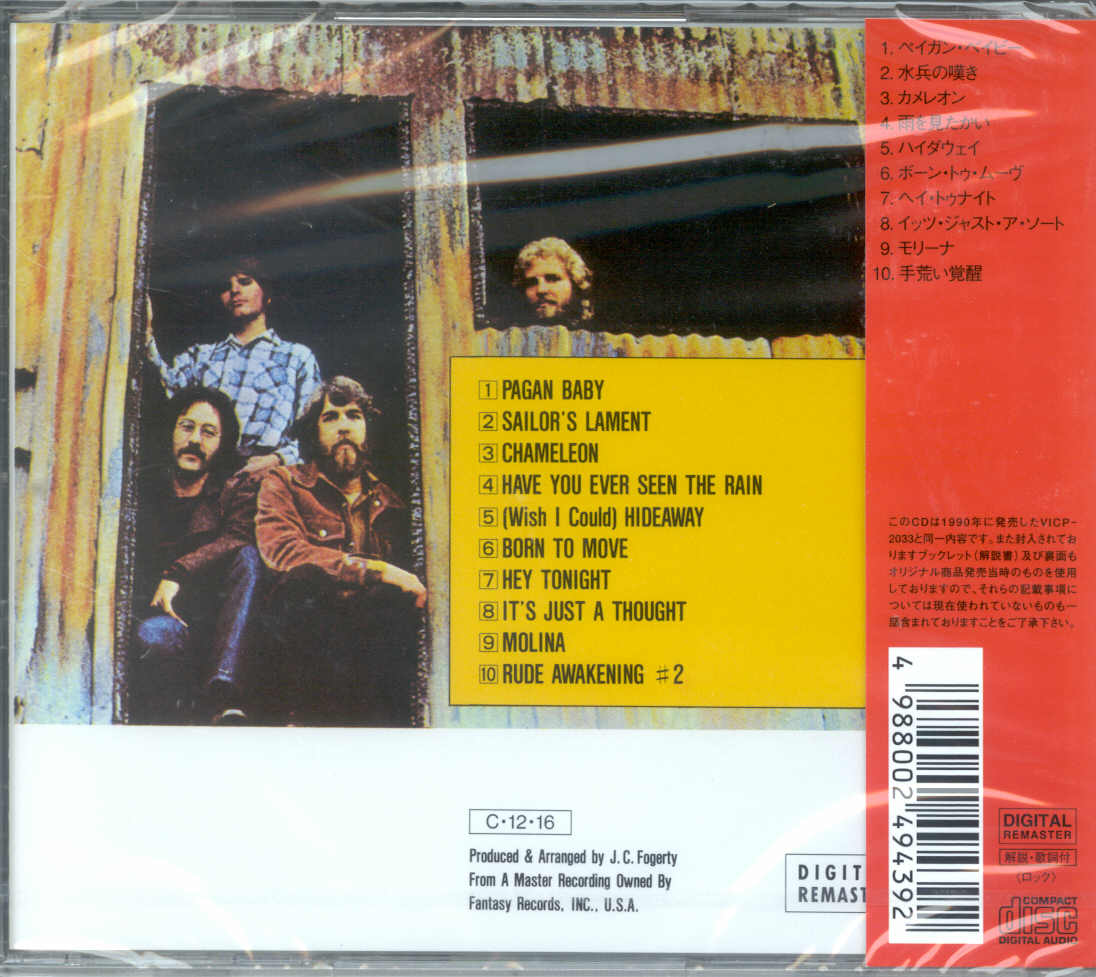 1 PAGAN BABY
2 SAILOR'S LAMENT
3 CHAMELEON
4 HAVE YOU EVER SEEN THE RAIN
5 (Wish I Could) HIDEAWAY
6 BORN TO MOVE
7 HEY TONIGHT
8 IT'S JUST A THOUGHT
9 MOLINA
10 RUDE AWAKENING ♯2
C・12・16
Produced & Arranged by J.C.Fogerty
From A Master Recording Owned By
Fantasy Records, INC., U.S.A.
DIGIT
REMAST
1. ペイガン・ベイビー
2. 水兵の嘆き
3. カメレオン
4. 雨を見たかい
5. ハイダウェイ
6. ボーン・トゥ・ムーヴ
7. ヘイ・トゥナイト
8. イッツ・ジャスト・ア・ソート
9. モリーナ
10. 手荒い覚醒
このCDは1990年に発売したVICP-
2033と同一内容です。また封入されてお
りますブックレット(解説書)及び裏面も
オリジナル商品発売当時のものを使用
しておりますので、それらの記載事項に
ついては現在使われていないものも一
部含まれておりますことをご了承下さい。
4 988002 494392
DIGITAL
REMASTER
解説・歌詞付
〈ロック〉
COMPACT
disc
DIGITAL AUDIO